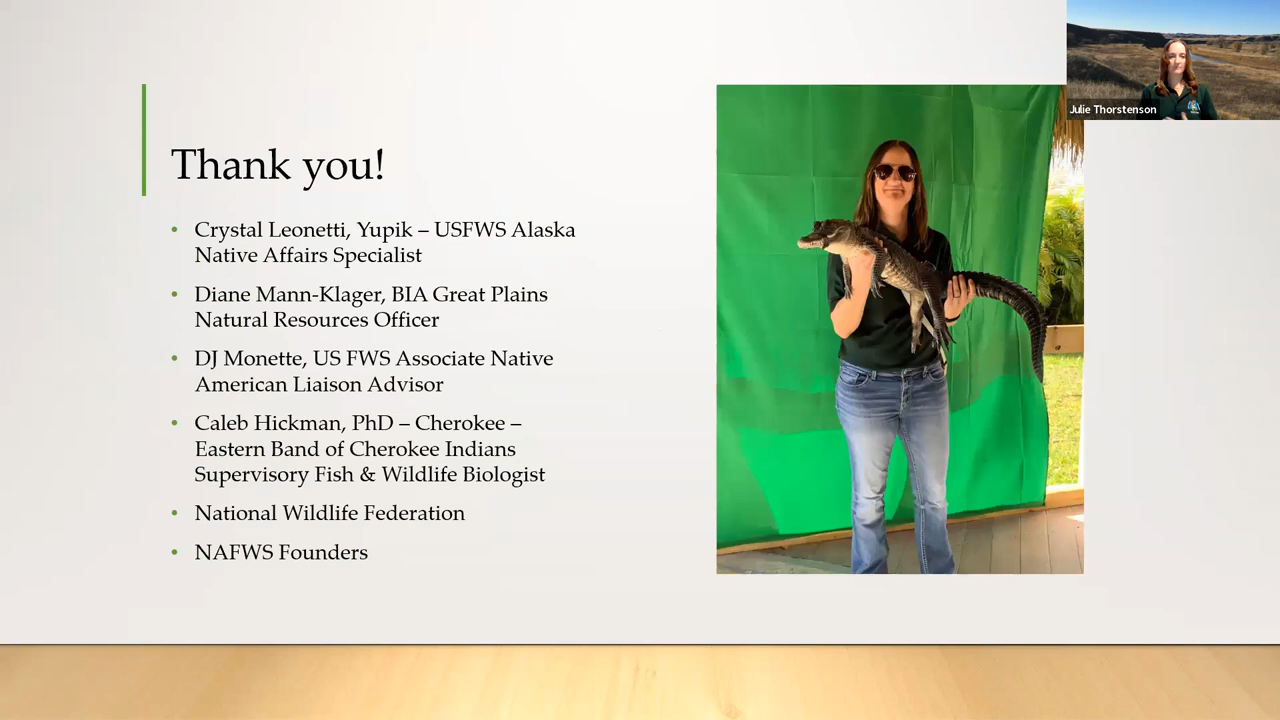 Julie Thorstenson
Thank you!
• Crystal Leonetti, Yupik – USFWS Alaska
Native Affairs Specialist
• Diane Mann-Klager, BIA Great Plains
Natural Resources Officer
• DJ Monette, US FWS Associate Native
American Liaison Advisor
• Caleb Hickman, PhD – Cherokee –
Eastern Band of Cherokee Indians
Supervisory Fish & Wildlife Biologist
• National Wildlife Federation
• NAFWS Founders